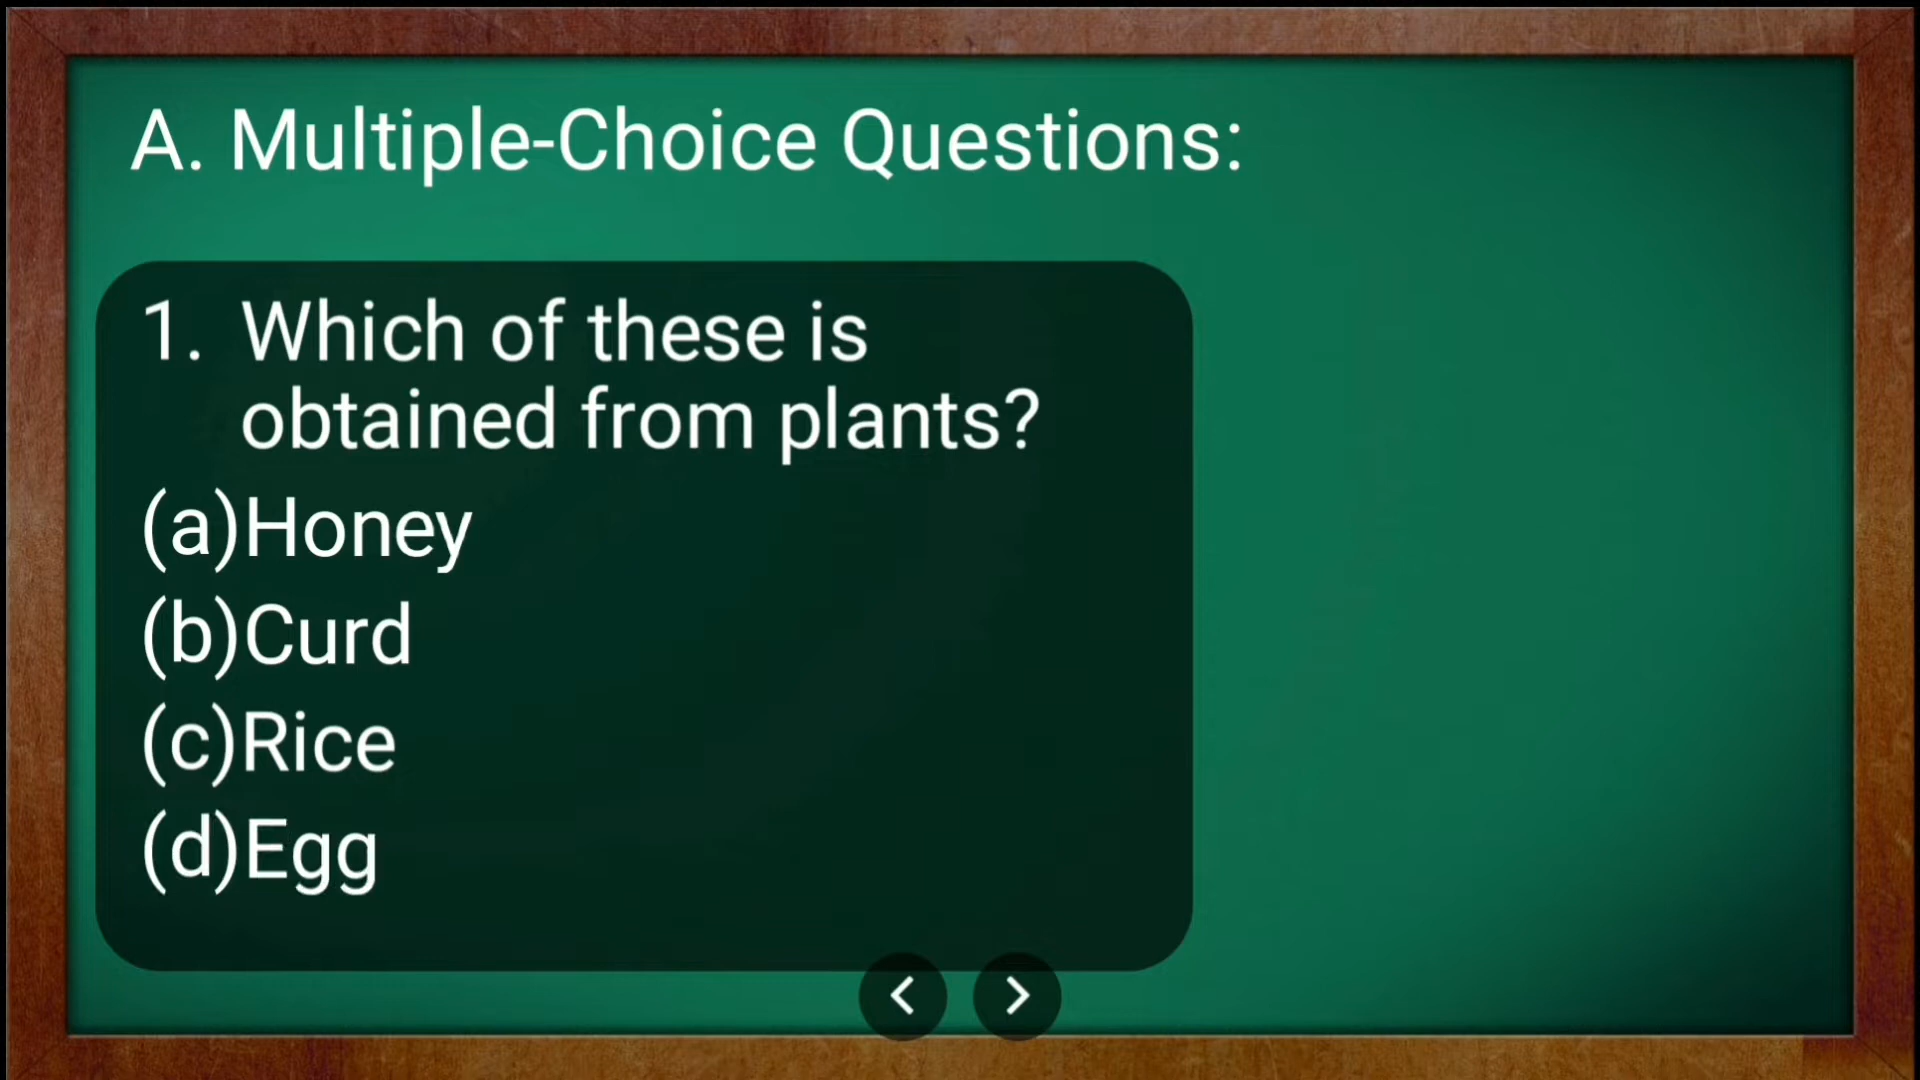 A. Multiple-Choice Questions:
1. Which of these is
obtained from plants?
(a)Honey
(b)Curd
(c)Rice
(d)Egg